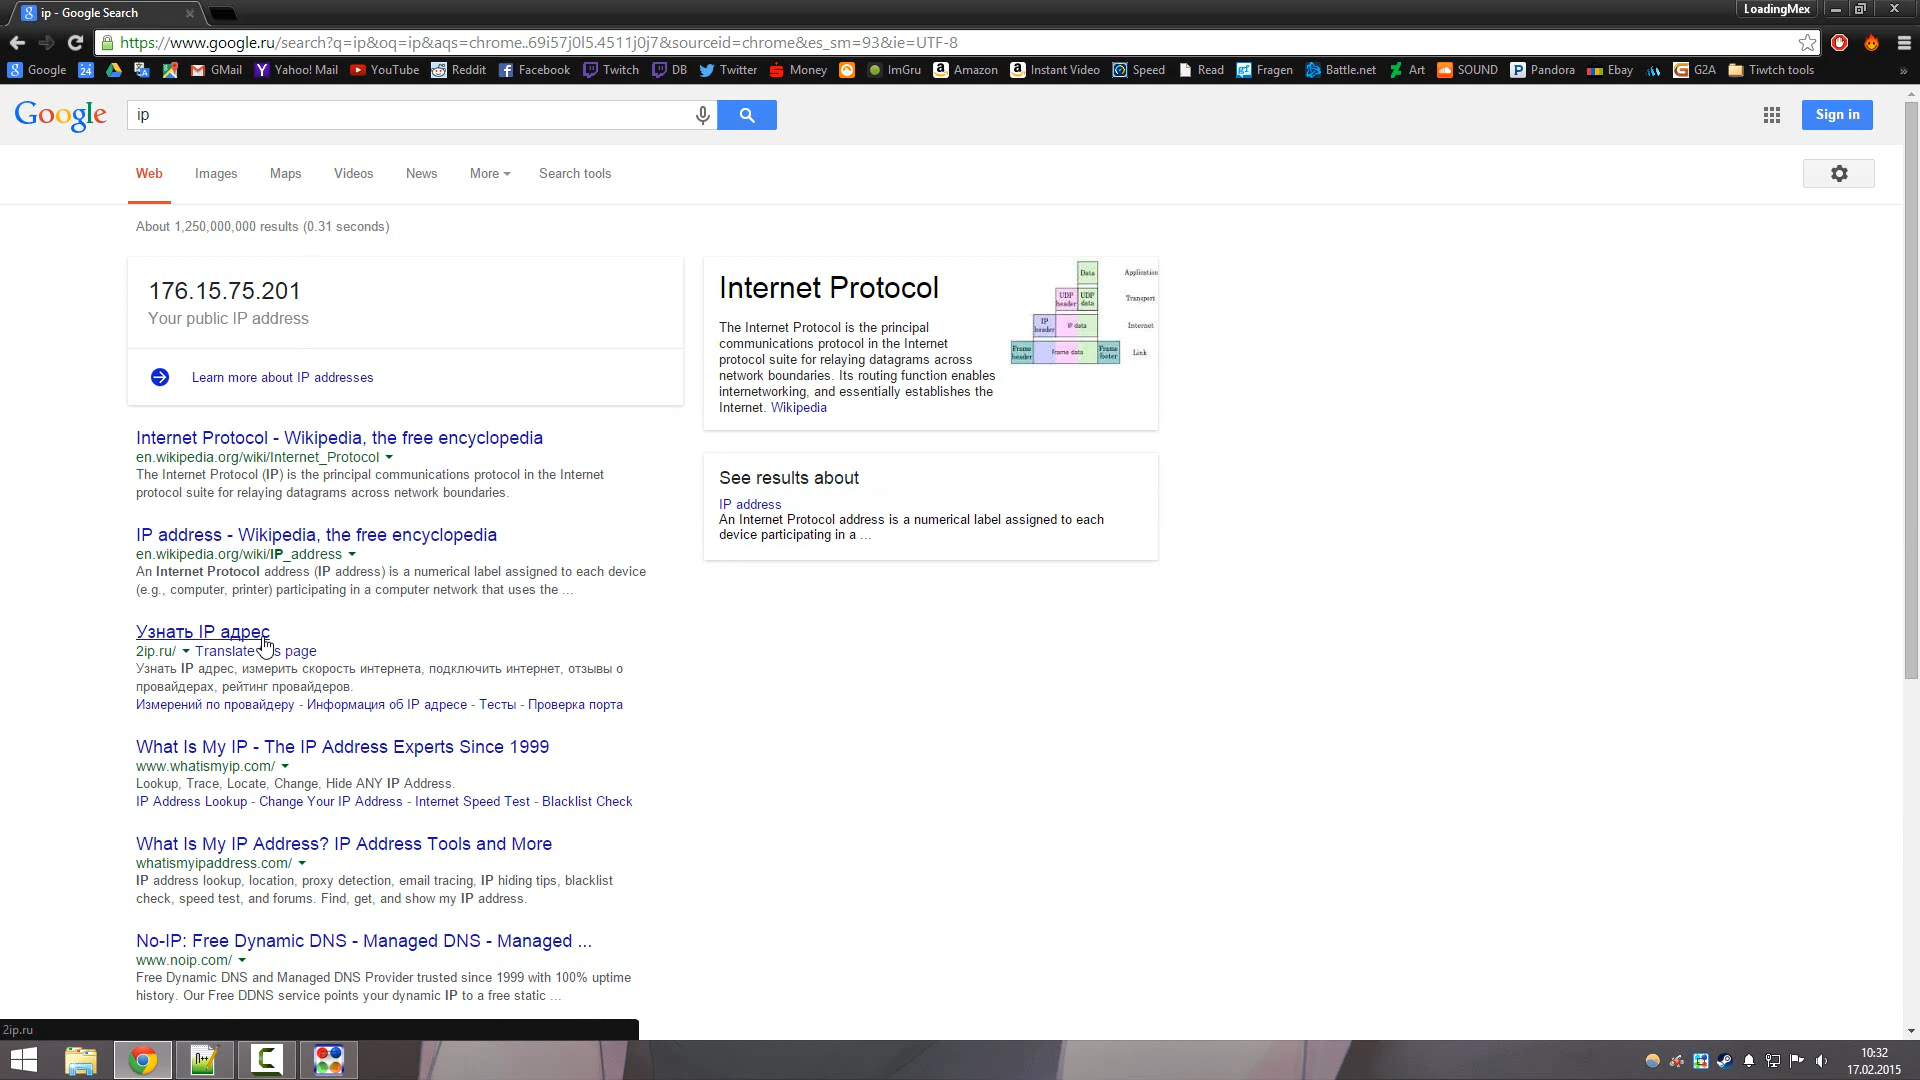 ip - Google Search
LoadingMex
https://www.google.ru/search?q=ip&oq=ip&aqs=chrome..69i57j0l5.4511j0j7&sourceid=chrome&es_sm=93&ie=UTF-8
Google 24 GMail Yahoo! Mail YouTube Reddit Facebook Twitch DB Twitter Money ImGru Amazon Instant Video Speed Read Fragen Battle.net Art SOUND Pandora Ebay G2A Tiwtch tools »
Google ip Sign in
Web Images Maps Videos News More Search tools
About 1,250,000,000 results (0.31 seconds)
176.15.75.201
Your public IP address
Learn more about IP addresses
Internet Protocol - Wikipedia, the free encyclopedia
en.wikipedia.org/wiki/Internet_Protocol
The Internet Protocol (IP) is the principal communications protocol in the Internet
protocol suite for relaying datagrams across network boundaries.
IP address - Wikipedia, the free encyclopedia
en.wikipedia.org/wiki/IP_address
An Internet Protocol address (IP address) is a numerical label assigned to each device
(e.g., computer, printer) participating in a computer network that uses the ...
Узнать IP адрес
2ip.ru/ Translate s page
Узнать IP адрес, измерить скорость интернета, подключить интернет, отзывы о
провайдерах, рейтинг провайдеров.
Измерений по провайдеру - Информация об IP адресе - Тесты - Проверка порта
What Is My IP - The IP Address Experts Since 1999
www.whatismyip.com/
Lookup, Trace, Locate, Change, Hide ANY IP Address.
IP Address Lookup - Change Your IP Address - Internet Speed Test - Blacklist Check
What Is My IP Address? IP Address Tools and More
whatismyipaddress.com/
IP address lookup, location, proxy detection, email tracing, IP hiding tips, blacklist
check, speed test, and forums. Find, get, and show my IP address.
No-IP: Free Dynamic DNS - Managed DNS - Managed ...
www.noip.com/
Free Dynamic DNS and Managed DNS Provider trusted since 1999 with 100% uptime
history. Our Free DDNS service points your dynamic IP to a free static ...
Internet Protocol
The Internet Protocol is the principal
communications protocol in the Internet
protocol suite for relaying datagrams across
network boundaries. Its routing function enables
internetworking, and essentially establishes the
Internet. Wikipedia
Data Application
UDP header UDP data Transport
IP header IP data Internet
Frame header Frame data Frame footer Link
See results about
IP address
An Internet Protocol address is a numerical label assigned to each
device participating in a ...
2ip.ru
10:32
17.02.2015